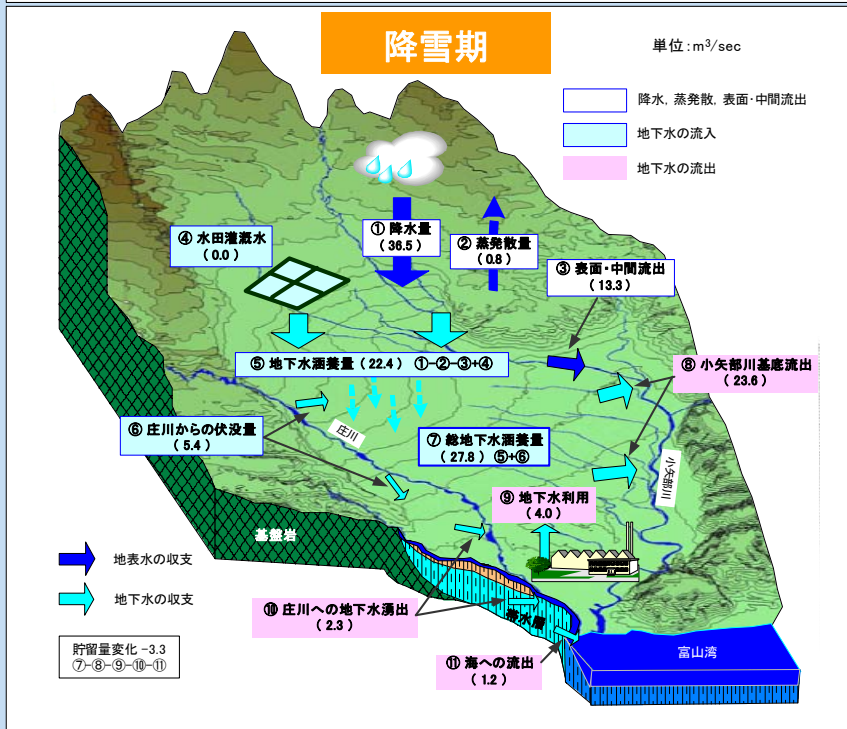 降雪期
単位:m³/sec
降水, 蒸発散, 表面・中間流出
地下水の流入
地下水の流出
④ 水田灌漑水
( 0.0 )
① 降水量
( 36.5 )
② 蒸発散量
( 0.8 )
③ 表面・中間流出
( 13.3 )
⑤ 地下水涵養量 ( 22.4 ) ①-②-③+④
⑧ 小矢部川基底流出
( 23.6 )
⑥ 庄川からの伏没量
( 5.4 )
庄川
⑦ 総地下水涵養量
( 27.8 ) ⑤+⑥
小矢部川
⑨ 地下水利用
( 4.0 )
基盤岩
地表水の収支
地下水の収支
⑩ 庄川への地下水湧出
( 2.3 )
帯水層
貯留量変化 -3.3
⑦-⑧-⑨-⑩-⑪
⑪ 海への流出
( 1.2 )
富山湾